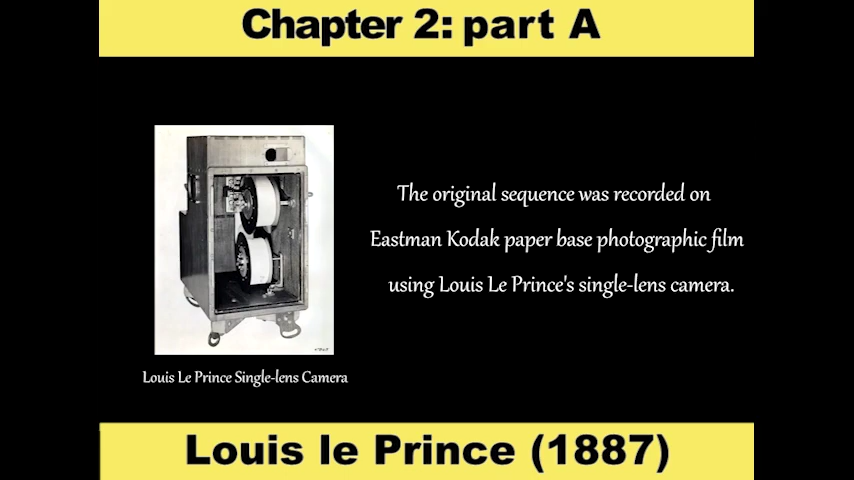 Chapter 2: part A
The original sequence was recorded on
Eastman Kodak paper base photographic film
using Louis Le Prince's single-lens camera.
Louis Le Prince Single-lens Camera
Louis le Prince (1887)